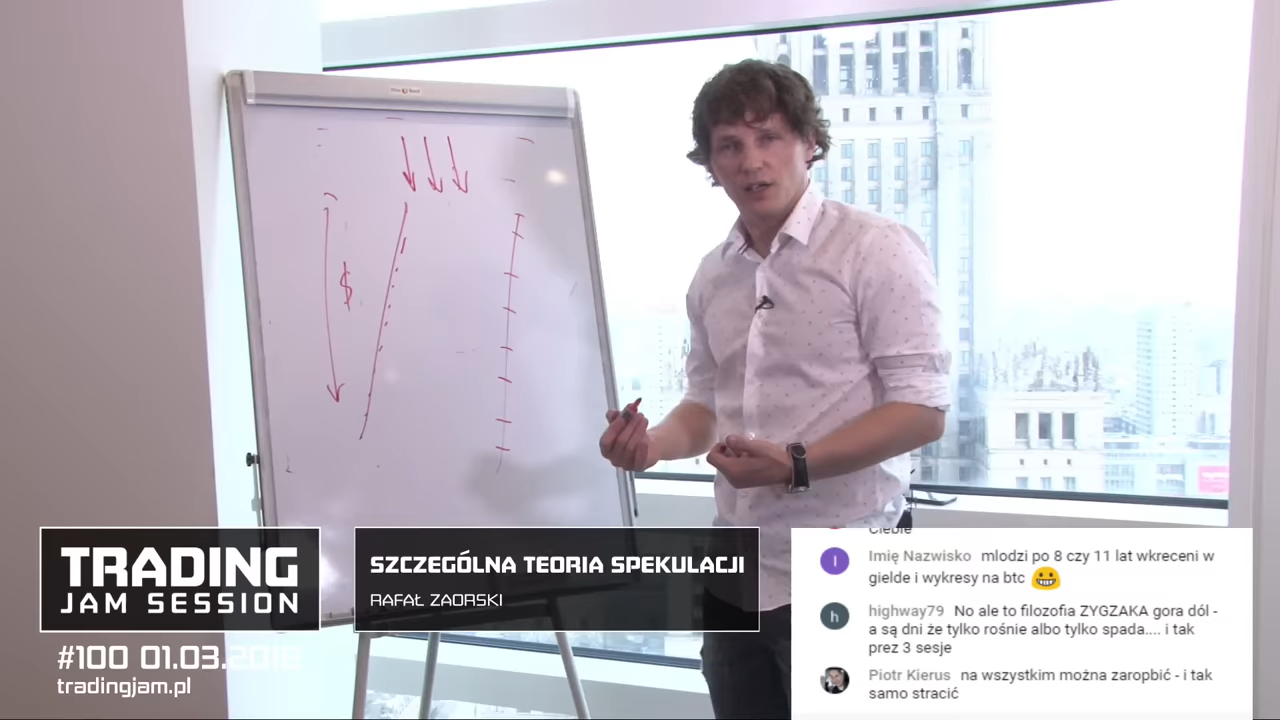 $
TRADING
JAM SESSION
#100 01.03.2018
tradingjam.pl
SZCZEGÓLNA TEORIA SPEKULACJI
RAFAŁ ZAORSKI
Ciebie
Imię Nazwisko mlodzi po 8 czy 11 lat wkreceni w
gielde i wykresy na btc 😬
highway79 No ale to filozofia ZYGZAKA gora dól -
a są dni że tylko rośnie albo tylko spada.... i tak
prez 3 sesje
Piotr Kierus na wszystkim można zaropbić - i tak
samo stracić